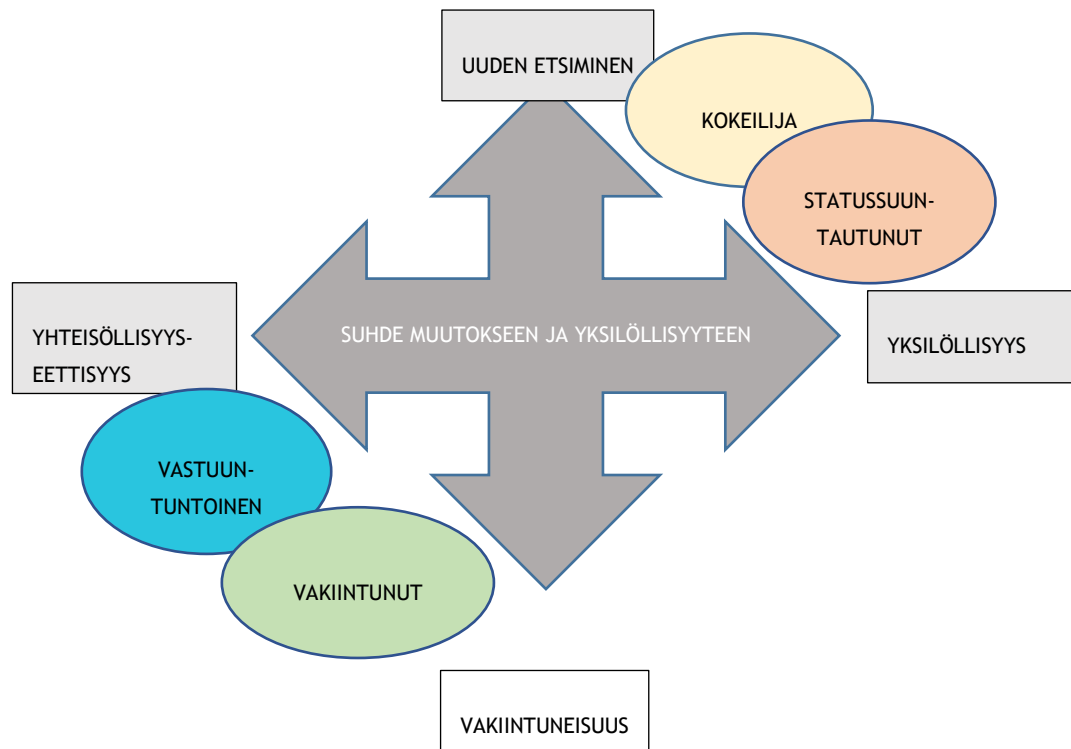 UUDEN ETSIMINEN
KOKEILIJA
STATUSSUUN-
TAUTUNUT
YHTEISÖLLISYYS-
EETTISYYS
SUHDE MUUTOKSEEN JA YKSILÖLLISYYTEEN
YKSILÖLLISYYS
VASTUUN-
TUNTOINEN
VAKIINTUNUT
VAKIINTUNEISUUS